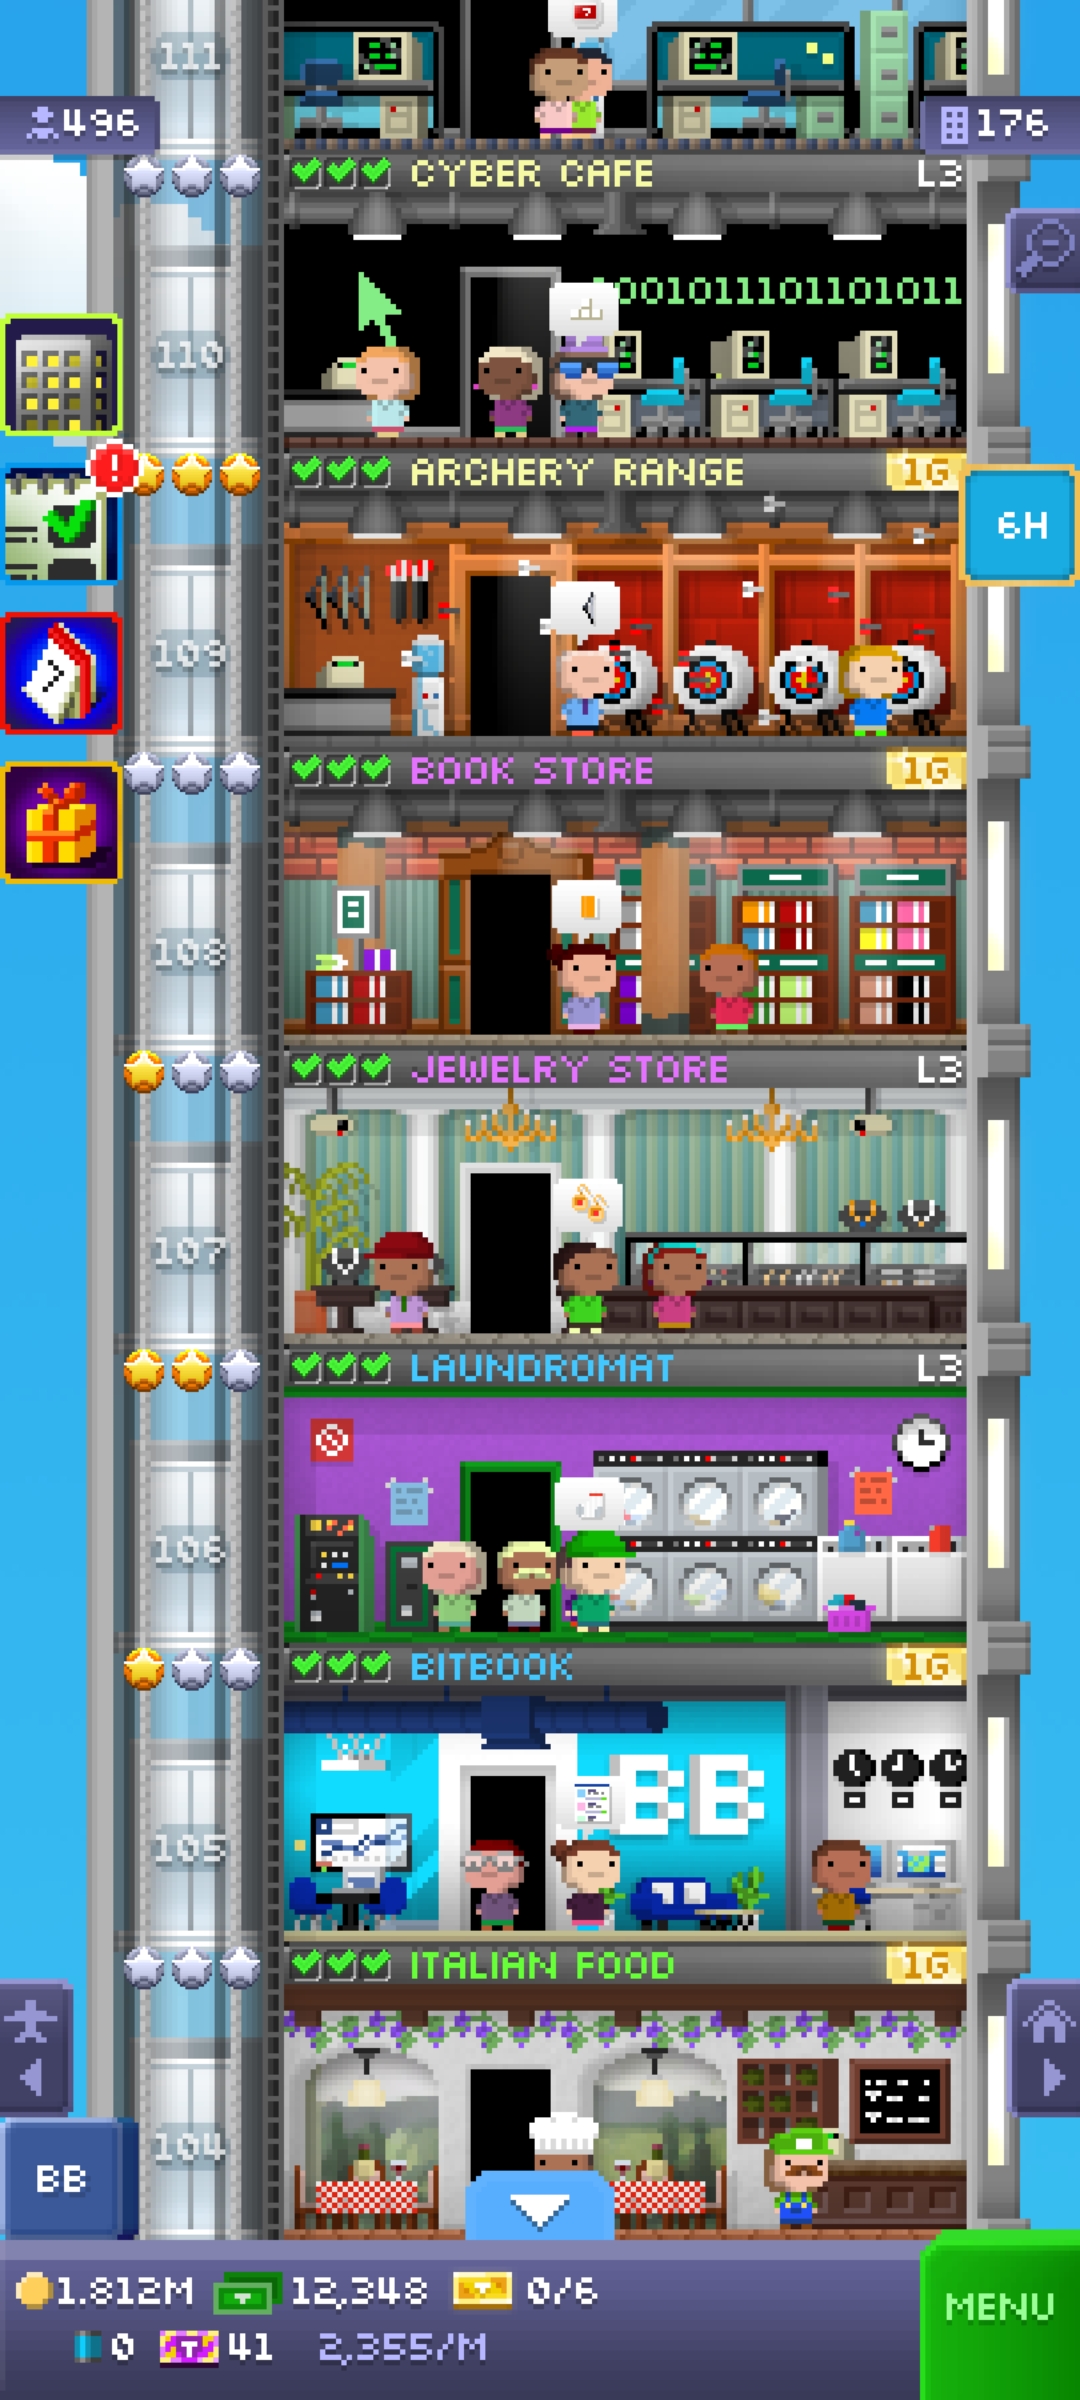 111
496
176
CYBER CAFE L3
001011101101011
110
ARCHERY RANGE 1G
6H
109
BOOK STORE 1G
108
JEWELRY STORE L3
107
LAUNDROMAT L3
106
BITBOOK 1G
BB
105
ITALIAN FOOD 1G
104
BB
1.812M 12,348 0/6
MENU
0 41 2,355/M